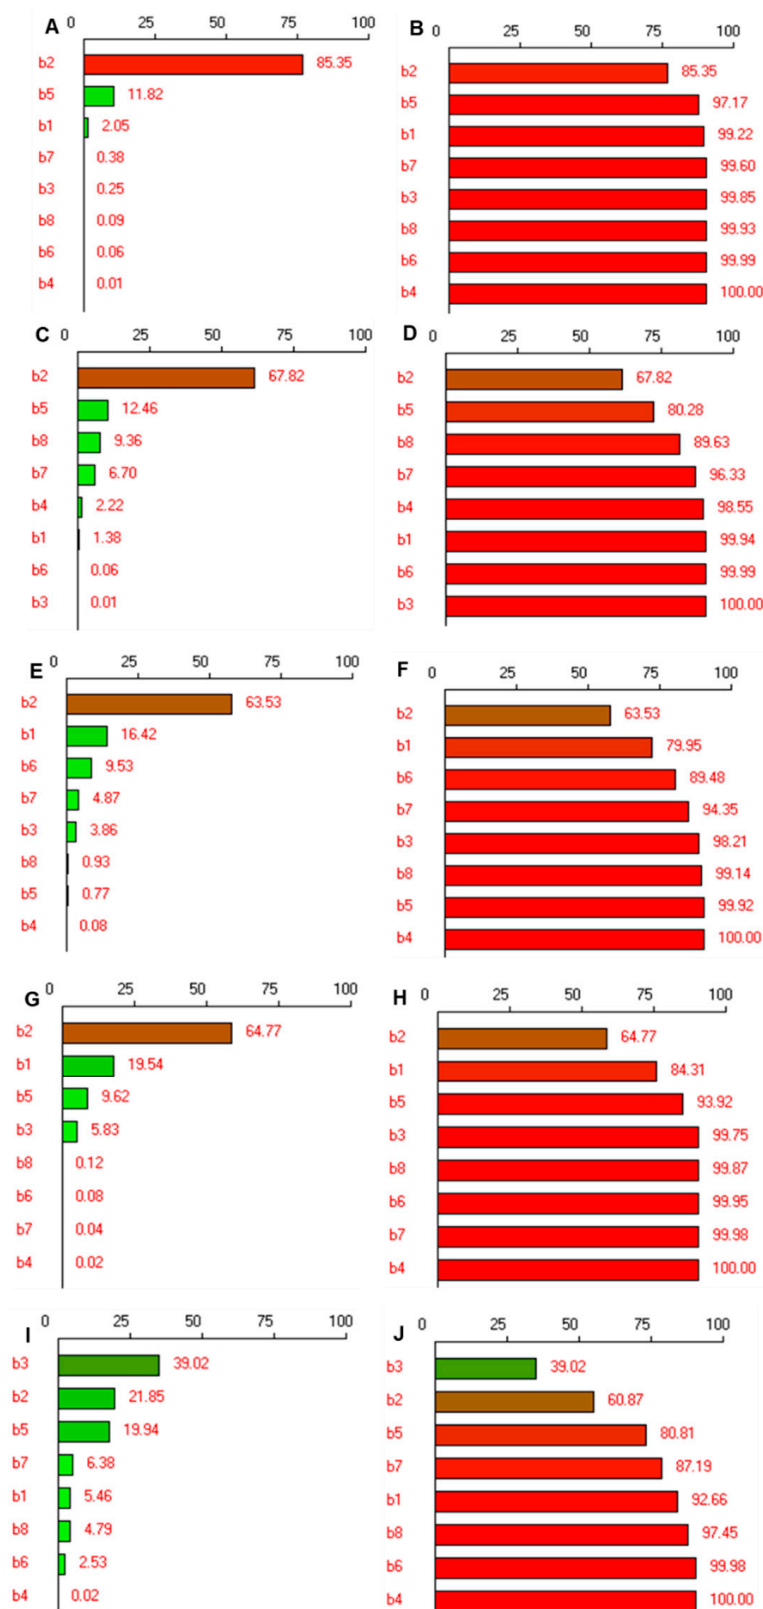 A 0 25 50 75 100
b2 85.35
b5 11.82
b1 2.05
b7 0.38
b3 0.25
b8 0.09
b6 0.06
b4 0.01
B 0 25 50 75 100
b2 85.35
b5 97.17
b1 99.22
b7 99.60
b3 99.85
b8 99.93
b6 99.99
b4 100.00
C 0 25 50 75 100
b2 67.82
b5 12.46
b8 9.36
b7 6.70
b4 2.22
b1 1.38
b6 0.06
b3 0.01
D 0 25 50 75 100
b2 67.82
b5 80.28
b8 89.63
b7 96.33
b4 98.55
b1 99.94
b6 99.99
b3 100.00
E 0 25 50 75 100
b2 63.53
b1 16.42
b6 9.53
b7 4.87
b3 3.86
b8 0.93
b5 0.77
b4 0.08
F 0 25 50 75 100
b2 63.53
b1 79.95
b6 89.48
b7 94.35
b3 98.21
b8 99.14
b5 99.92
b4 100.00
G 0 25 50 75 100
b2 64.77
b1 19.54
b5 9.62
b3 5.83
b8 0.12
b6 0.08
b7 0.04
b4 0.02
H 0 25 50 75 100
b2 64.77
b1 84.31
b5 93.92
b3 99.75
b8 99.87
b6 99.95
b7 99.98
b4 100.00
I 0 25 50 75 100
b3 39.02
b2 21.85
b5 19.94
b7 6.38
b1 5.46
b8 4.79
b6 2.53
b4 0.02
J 0 25 50 75 100
b3 39.02
b2 60.87
b5 80.81
b7 87.19
b1 92.66
b8 97.45
b6 99.98
b4 100.00